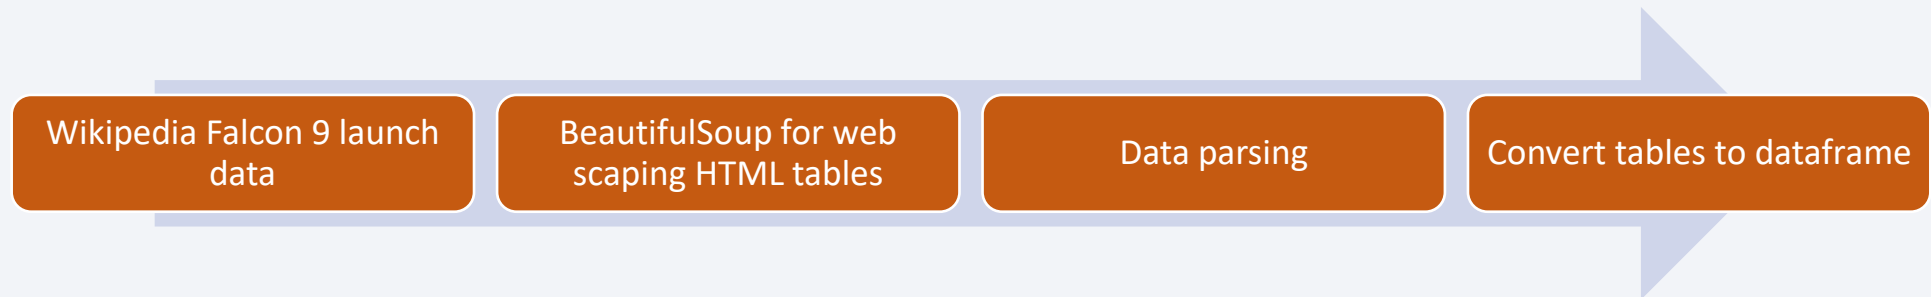 Wikipedia Falcon 9 launch
data
BeautifulSoup for web
scaping HTML tables
Data parsing
Convert tables to dataframe